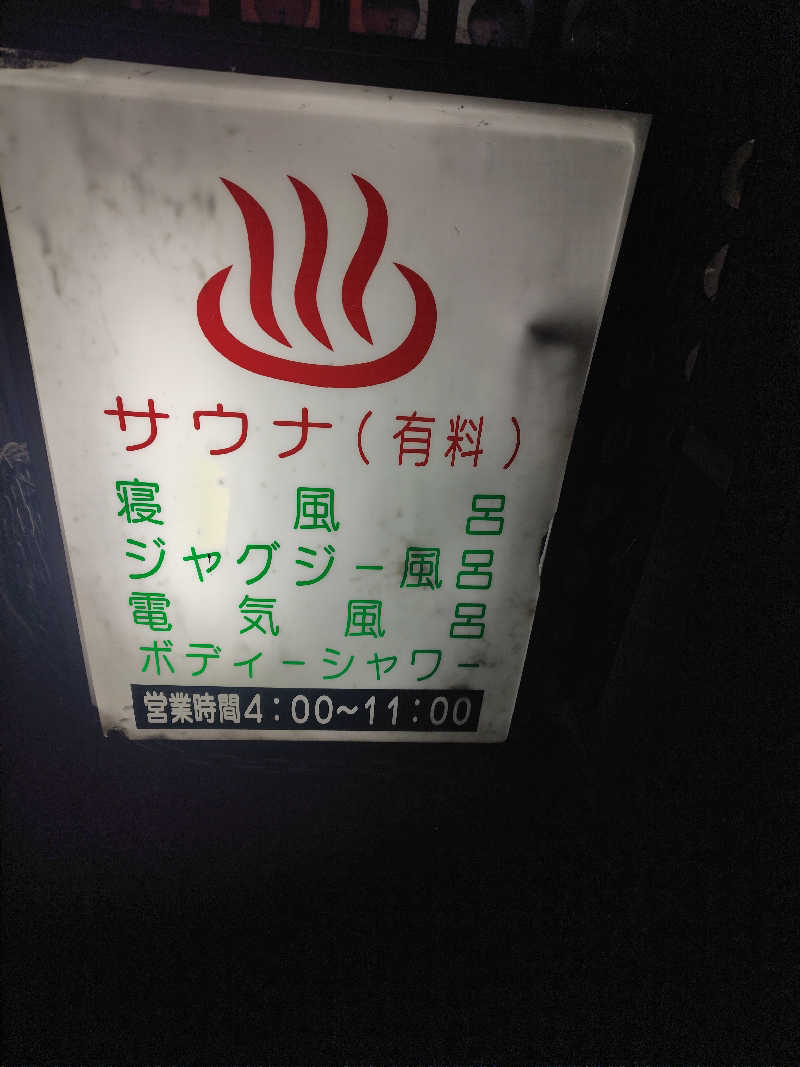 サウナ(有料)
寝風呂
ジャグジー風呂
電気風呂
ボディーシャワー
営業時間4:00~11:00